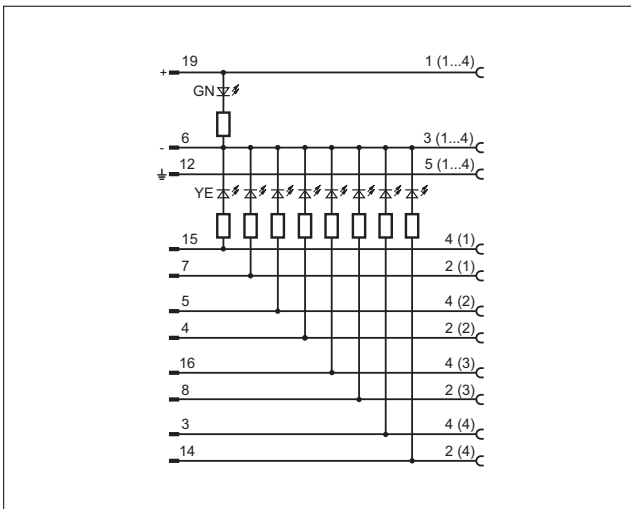 + 19 1 (1...4)
GN
- 6 3 (1...4)
12 5 (1...4)
YE
15 4 (1)
7 2 (1)
5 4 (2)
4 2 (2)
16 4 (3)
8 2 (3)
3 4 (4)
14 2 (4)